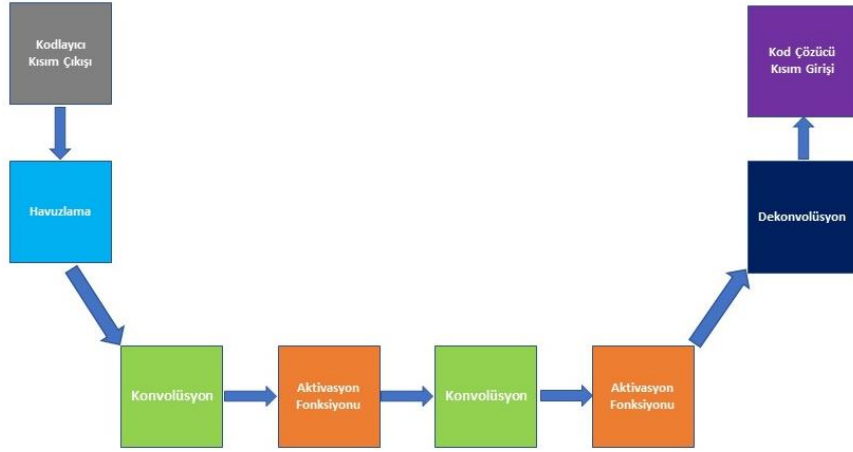 Kodlayıcı
Kısım Çıkışı
Havuzlama
Konvolüsyon
Aktivasyon
Fonksiyonu
Konvolüsyon
Aktivasyon
Fonksiyonu
Dekonvolüsyon
Kod Çözücü
Kısım Girişi